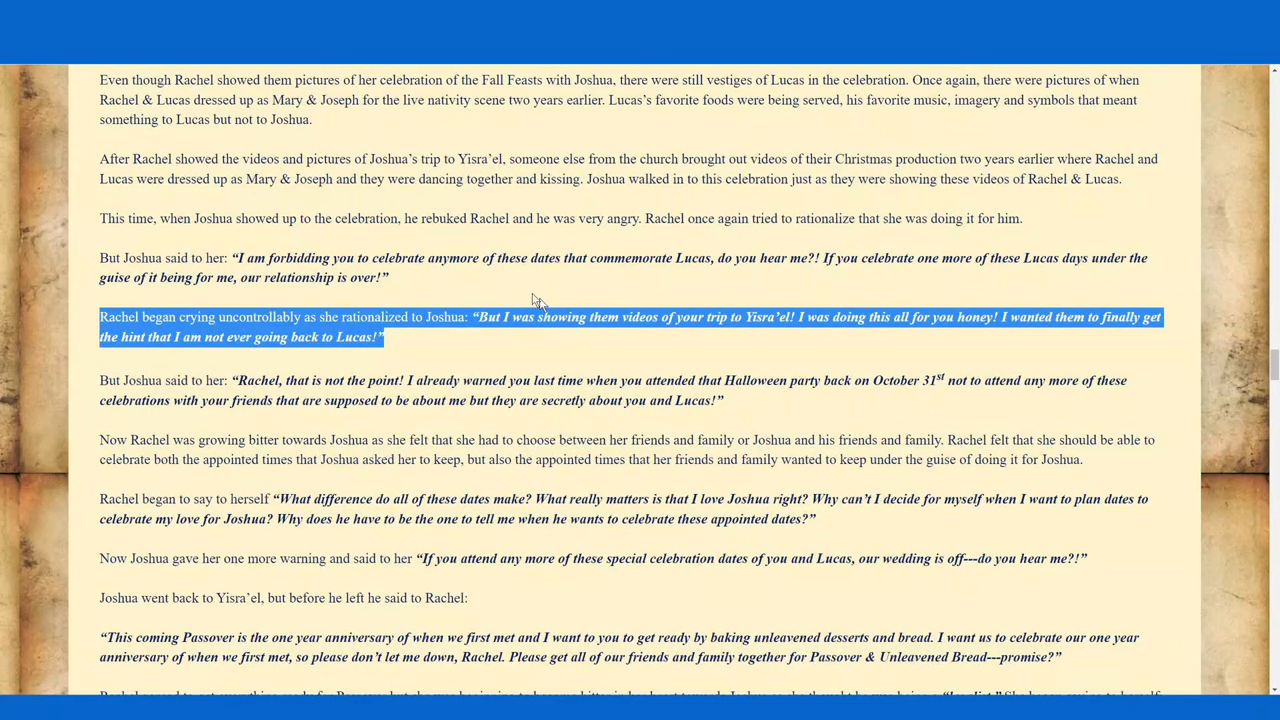 Even though Rachel showed them pictures of her celebration of the Fall Feasts with Joshua, there were still vestiges of Lucas in the celebration. Once again, there were pictures of when
Rachel & Lucas dressed up as Mary & Joseph for the live nativity scene two years earlier. Lucas’s favorite foods were being served, his favorite music, imagery and symbols that meant
something to Lucas but not to Joshua.
After Rachel showed the videos and pictures of Joshua’s trip to Yisra’el, someone else from the church brought out videos of their Christmas production two years earlier where Rachel and
Lucas were dressed up as Mary & Joseph and they were dancing together and kissing. Joshua walked in to this celebration just as they were showing these videos of Rachel & Lucas.
This time, when Joshua showed up to the celebration, he rebuked Rachel and he was very angry. Rachel once again tried to rationalize that she was doing it for him.
But Joshua said to her: “I am forbidding you to celebrate anymore of these dates that commemorate Lucas, do you hear me?! If you celebrate one more of these Lucas days under the
guise of it being for me, our relationship is over!”
Rachel began crying uncontrollably as she rationalized to Joshua: “But I was showing them videos of your trip to Yisra’el! I was doing this all for you honey! I wanted them to finally get
the hint that I am not ever going back to Lucas!”
But Joshua said to her: “Rachel, that is not the point! I already warned you last time when you attended that Halloween party back on October 31st not to attend any more of these
celebrations with your friends that are supposed to be about me but they are secretly about you and Lucas!”
Now Rachel was growing bitter towards Joshua as she felt that she had to choose between her friends and family or Joshua and his friends and family. Rachel felt that she should be able to
celebrate both the appointed times that Joshua asked her to keep, but also the appointed times that her friends and family wanted to keep under the guise of doing it for Joshua.
Rachel began to say to herself “What difference do all of these dates make? What really matters is that I love Joshua right? Why can’t I decide for myself when I want to plan dates to
celebrate my love for Joshua? Why does he have to be the one to tell me when he wants to celebrate these appointed dates?”
Now Joshua gave her one more warning and said to her “If you attend any more of these special celebration dates of you and Lucas, our wedding is off---do you hear me?!”
Joshua went back to Yisra’el, but before he left he said to Rachel:
“This coming Passover is the one year anniversary of when we first met and I want to you to get ready by baking unleavened desserts and bread. I want us to celebrate our one year
anniversary of when we first met, so please don’t let me down, Rachel. Please get all of our friends and family together for Passover & Unleavened Bread---promise?”